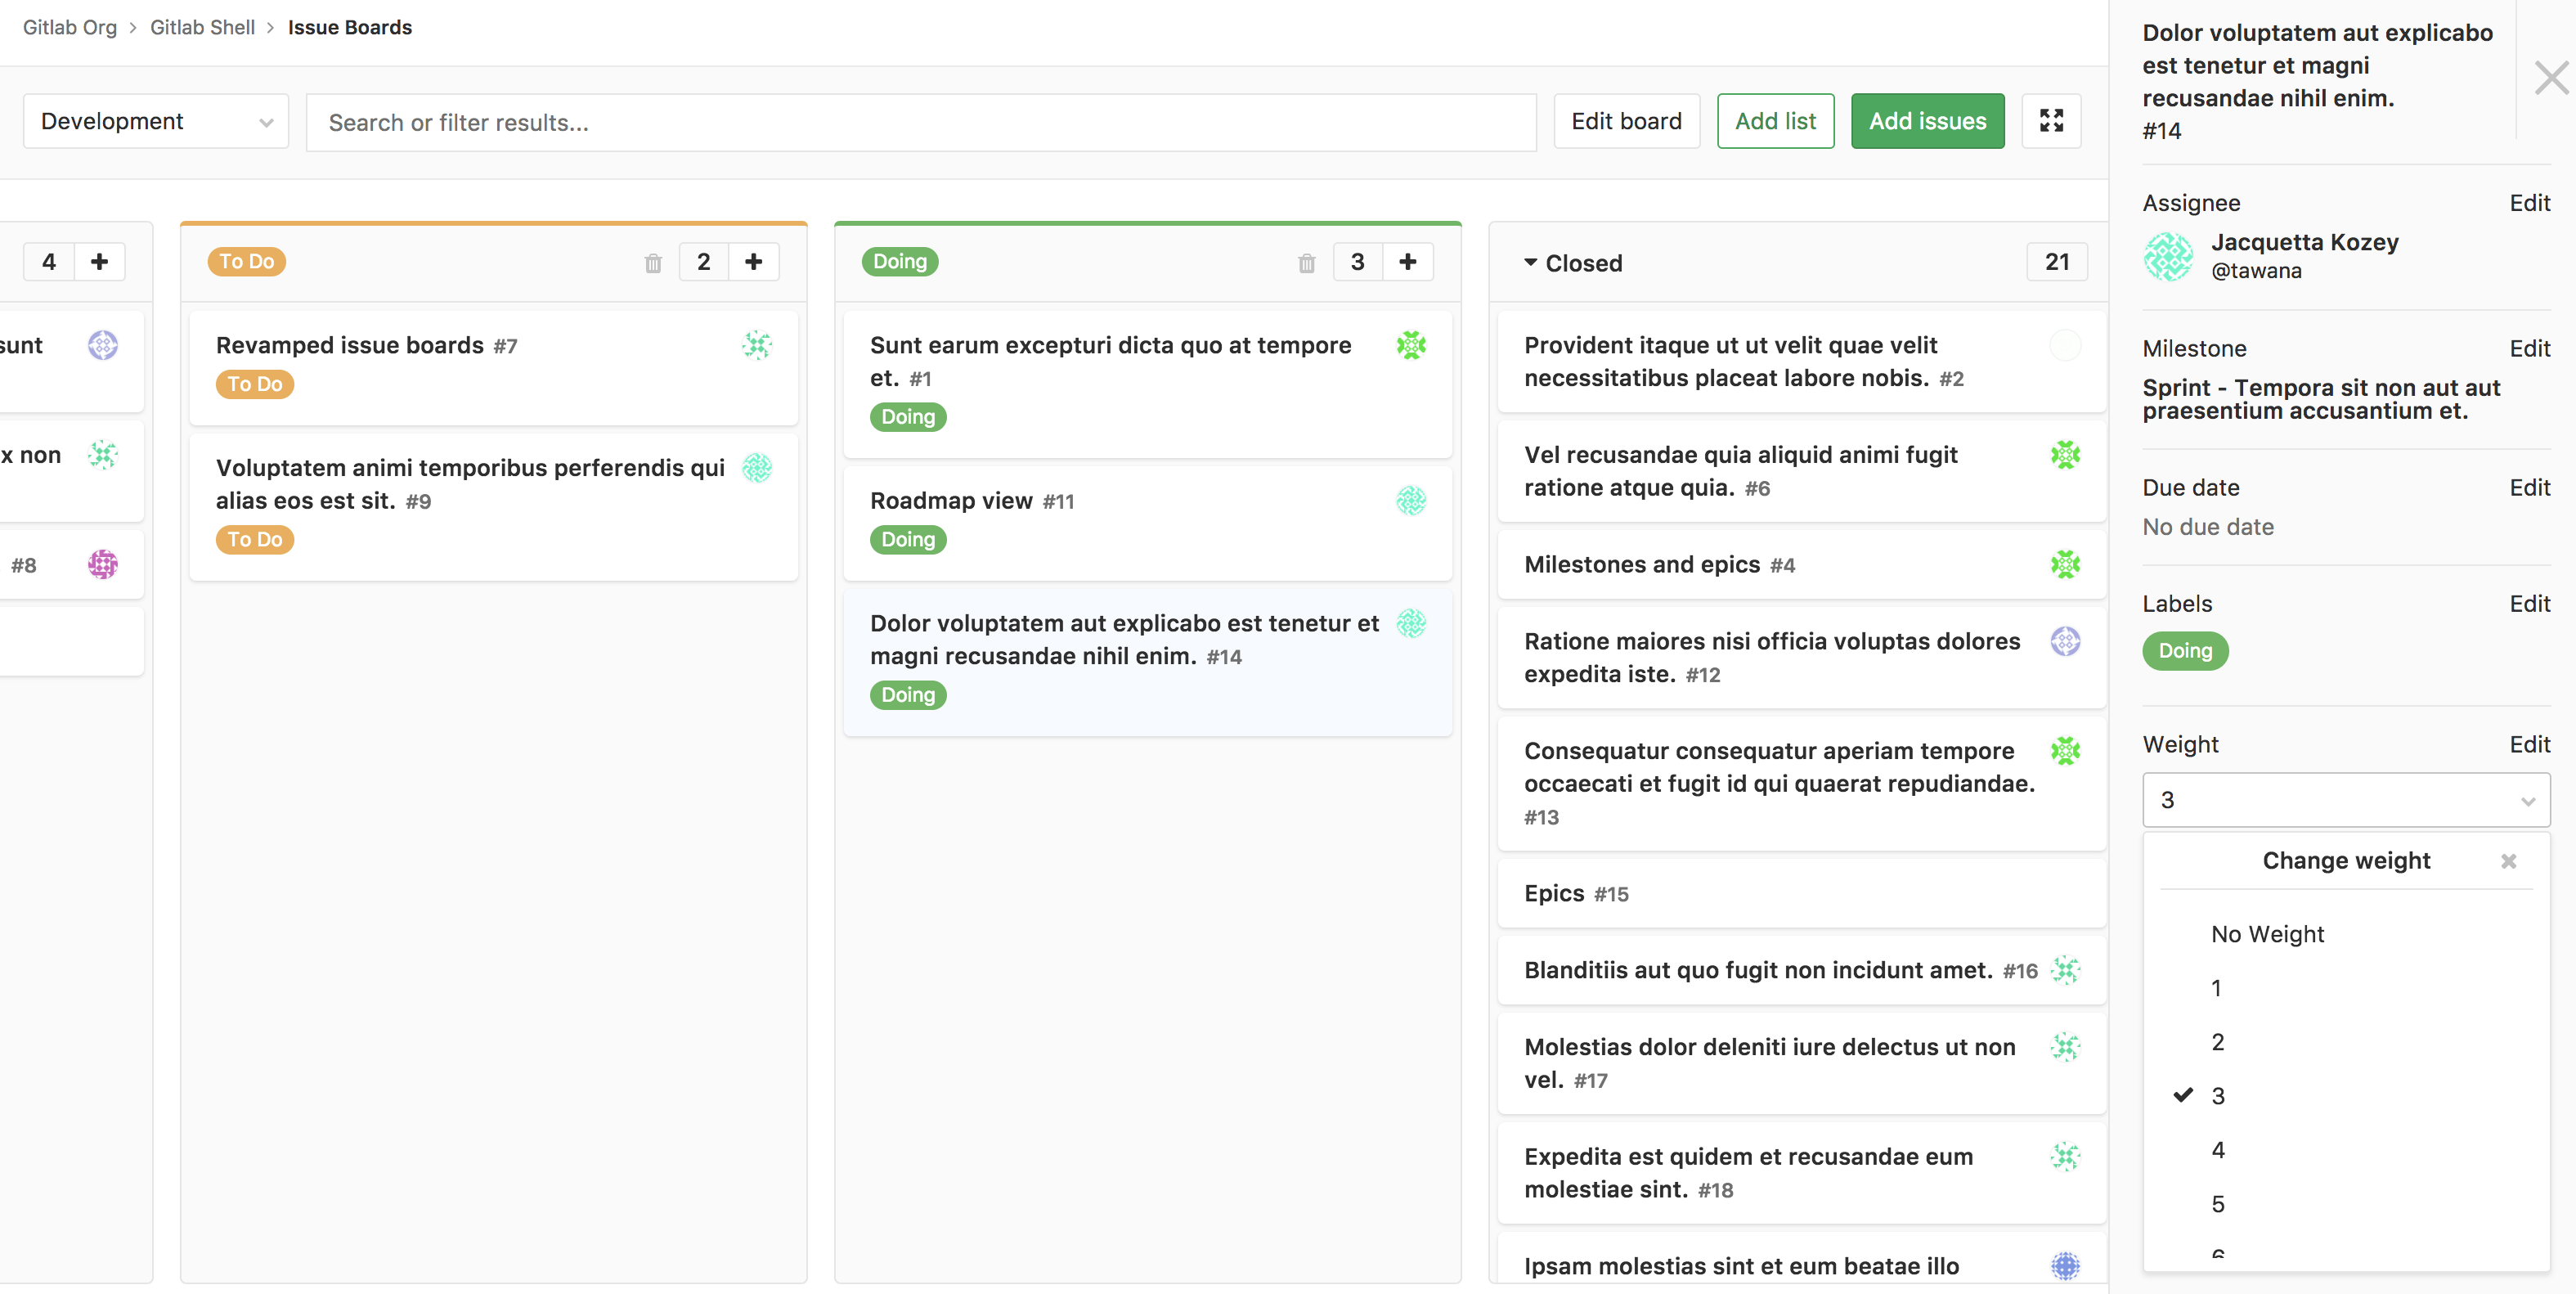 Gitlab Org > Gitlab Shell > Issue Boards
Development
Search or filter results...
Edit board
Add list
Add issues
4
sunt
x non
#8
To Do
2
Revamped issue boards #7
To Do
Voluptatem animi temporibus perferendis qui
alias eos est sit. #9
To Do
Doing
3
Sunt earum excepturi dicta quo at tempore
et. #1
Doing
Roadmap view #11
Doing
Dolor voluptatem aut explicabo est tenetur et
magni recusandae nihil enim. #14
Doing
Closed
21
Provident itaque ut ut velit quae velit
necessitatibus placeat labore nobis. #2
Vel recusandae quia aliquid animi fugit
ratione atque quia. #6
Milestones and epics #4
Ratione maiores nisi officia voluptas dolores
expedita iste. #12
Consequatur consequatur aperiam tempore
occaecati et fugit id qui quaerat repudiandae.
#13
Epics #15
Blanditiis aut quo fugit non incidunt amet. #16
Molestias dolor deleniti iure delectus ut non
vel. #17
Expedita est quidem et recusandae eum
molestiae sint. #18
Ipsam molestias sint et eum beatae illo
Dolor voluptatem aut explicabo
est tenetur et magni
recusandae nihil enim.
#14
Assignee Edit
Jacquetta Kozey
@tawana
Milestone Edit
Sprint - Tempora sit non aut aut
praesentium accusantium et.
Due date Edit
No due date
Labels Edit
Doing
Weight Edit
3
Change weight
No Weight
1
2
3
4
5
6